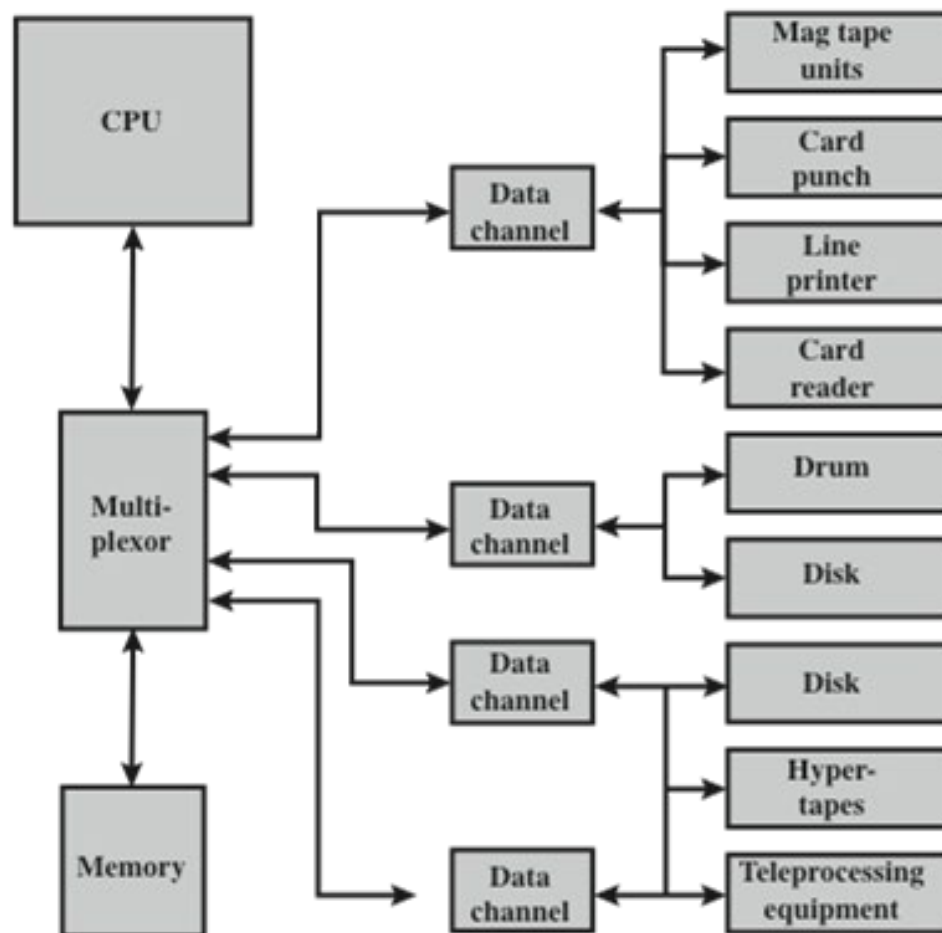 CPU
Mag tape
units
Card
punch
Data
channel
Line
printer
Card
reader
Multi-
plexor
Data
channel
Drum
Disk
Data
channel
Disk
Hyper-
tapes
Memory
Data
channel
Teleprocessing
equipment